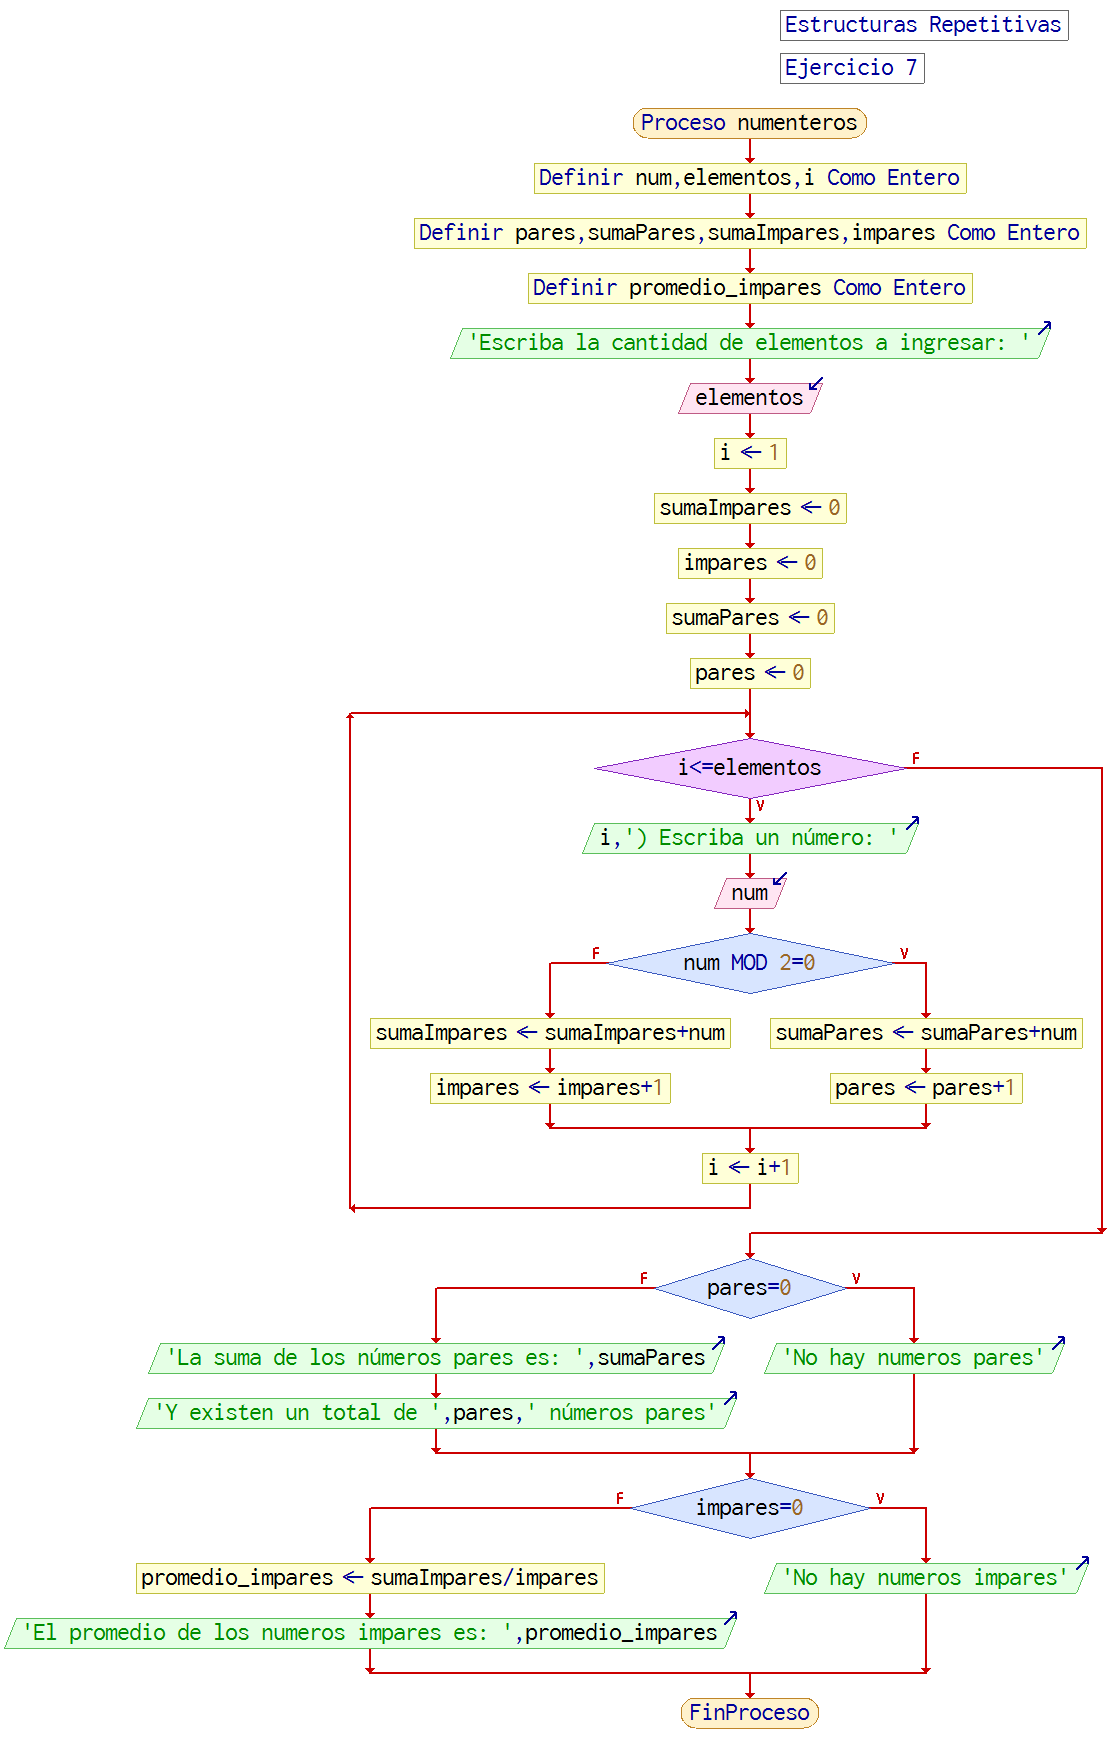 Estructuras Repetitivas
Ejercicio 7
Proceso numenteros
Definir num,elementos,i Como Entero
Definir pares,sumaPares,sumaImpares,impares Como Entero
Definir promedio_impares Como Entero
'Escriba la cantidad de elementos a ingresar: '
elementos
i ← 1
sumaImpares ← 0
impares ← 0
sumaPares ← 0
pares ← 0
i<=elementos
F
V
i,') Escriba un número: '
num
num MOD 2=0
F
V
sumaImpares ← sumaImpares+num
sumaPares ← sumaPares+num
impares ← impares+1
pares ← pares+1
i ← i+1
pares=0
F
V
'La suma de los números pares es: ',sumaPares
'No hay numeros pares'
'Y existen un total de ',pares,' números pares'
impares=0
F
V
promedio_impares ← sumaImpares/impares
'No hay numeros impares'
'El promedio de los numeros impares es: ',promedio_impares
FinProceso